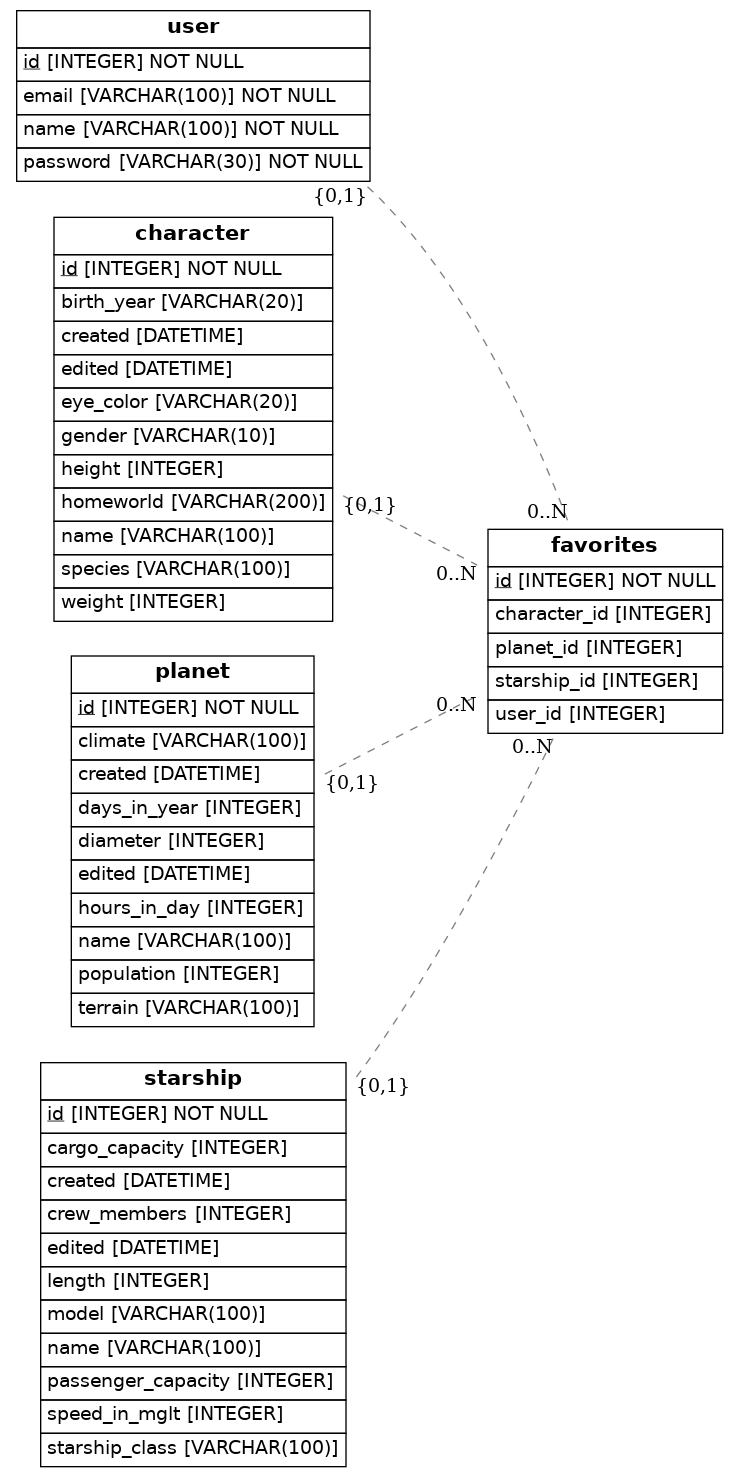 user
id [INTEGER] NOT NULL
email [VARCHAR(100)] NOT NULL
name [VARCHAR(100)] NOT NULL
password [VARCHAR(30)] NOT NULL
{0,1}
character
id [INTEGER] NOT NULL
birth_year [VARCHAR(20)]
created [DATETIME]
edited [DATETIME]
eye_color [VARCHAR(20)]
gender [VARCHAR(10)]
height [INTEGER]
homeworld [VARCHAR(200)]
name [VARCHAR(100)]
species [VARCHAR(100)]
weight [INTEGER]
{0,1}
0..N
favorites
id [INTEGER] NOT NULL
character_id [INTEGER]
planet_id [INTEGER]
starship_id [INTEGER]
user_id [INTEGER]
0..N
0..N
0..N
planet
id [INTEGER] NOT NULL
climate [VARCHAR(100)]
created [DATETIME]
days_in_year [INTEGER]
diameter [INTEGER]
edited [DATETIME]
hours_in_day [INTEGER]
name [VARCHAR(100)]
population [INTEGER]
terrain [VARCHAR(100)]
{0,1}
starship
id [INTEGER] NOT NULL
cargo_capacity [INTEGER]
created [DATETIME]
crew_members [INTEGER]
edited [DATETIME]
length [INTEGER]
model [VARCHAR(100)]
name [VARCHAR(100)]
passenger_capacity [INTEGER]
speed_in_mglt [INTEGER]
starship_class [VARCHAR(100)]
{0,1}